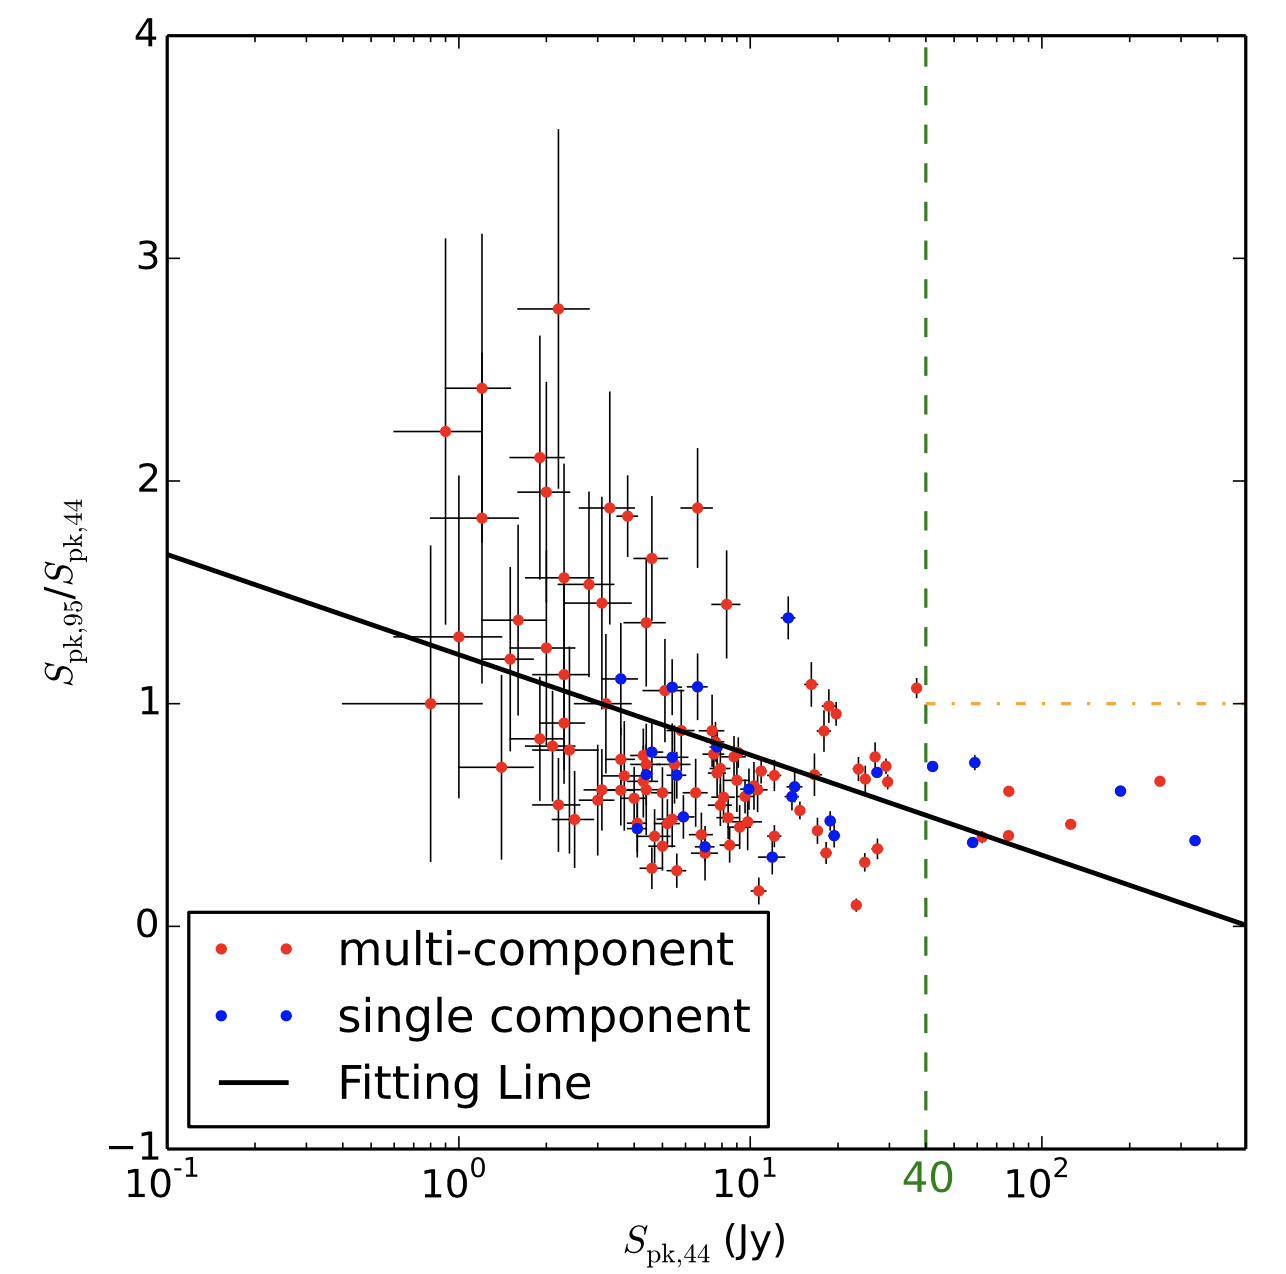 4
3
2
1
0
−1
S_pk,95/S_pk,44
multi-component
single component
Fitting Line
10^-1 10^0 10^1 40 10^2
S_pk,44 (Jy)